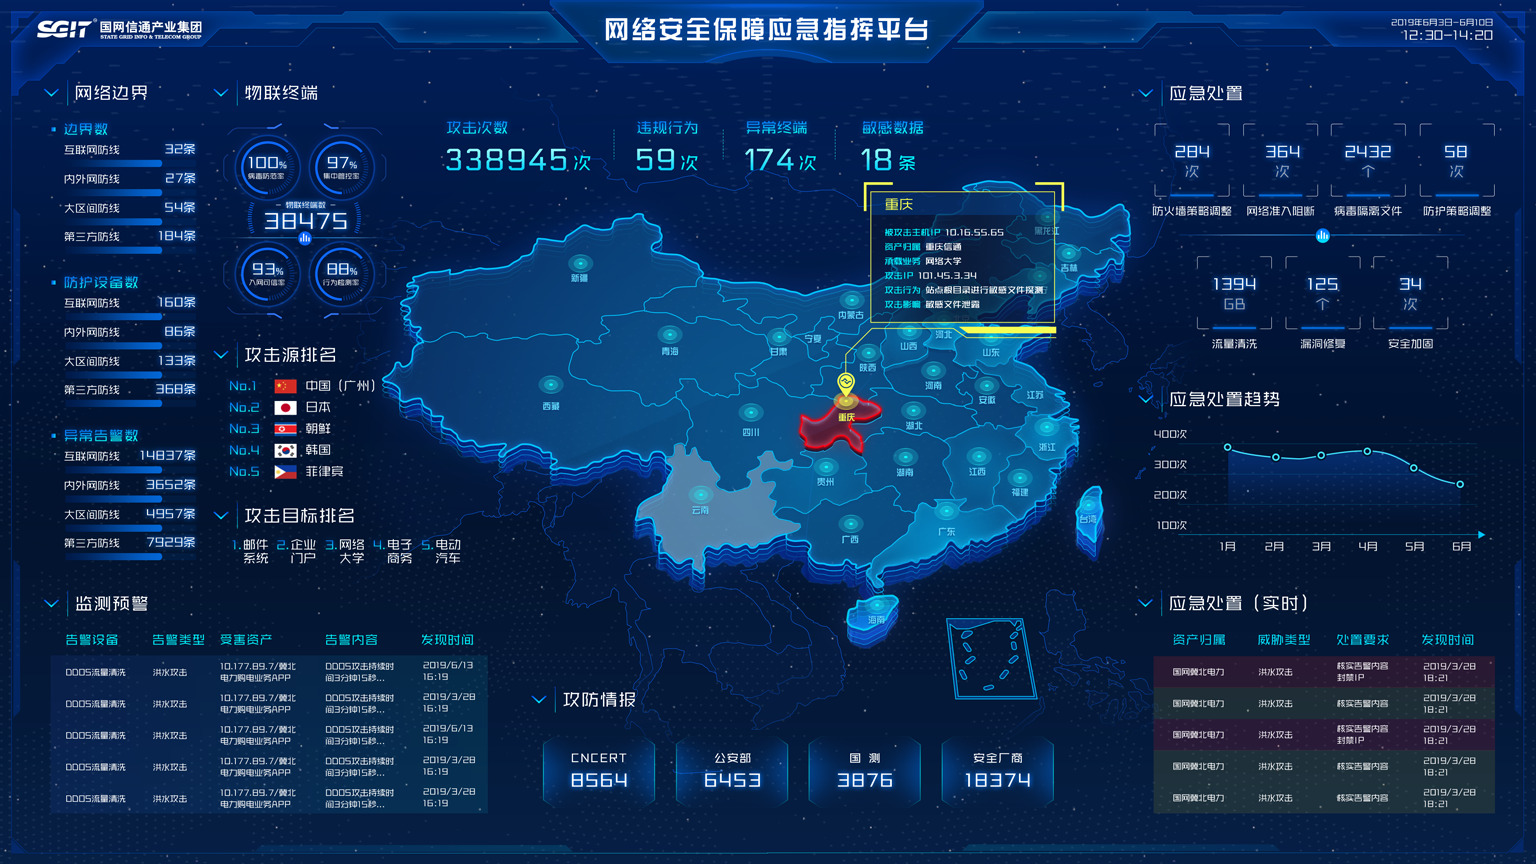 SGIT 国网信通产业集团
STATE GRID INFO & TELECOM GROUP
网络安全保障应急指挥平台
2019年6月3日-6月10日
12:30-14:20
网络边界
边界数
互联网防线 32条
内外网防线 27条
大区间防线 54条
第三方防线 184条
防护设备数
互联网防线 160条
内外网防线 86条
大区间防线 133条
第三方防线 368条
异常告警数
互联网防线 14837条
内外网防线 3652条
大区间防线 4957条
第三方防线 7929条
物联终端
100%
病毒防范率
97%
集中管控率
物联终端数
38475
93%
入网可信率
88%
行为检测率
攻击源排名
No.1 中国（广州）
No.2 日本
No.3 朝鲜
No.4 韩国
No.5 菲律宾
攻击目标排名
1.邮件系统
2.企业门户
3.网络大学
4.电子商务
5.电动汽车
攻击次数
338945次
违规行为
59次
异常终端
174次
敏感数据
18条
重庆
被攻击主机IP 10.16.55.65
资产归属 重庆信通
承载业务 网络大学
攻击IP 101.45.3.34
攻击行为 站点根目录进行敏感文件探测
攻击影响 敏感文件泄露
黑龙江
吉林
新疆
内蒙古
青海
甘肃
宁夏
山西
河北
山东
陕西
西藏
河南
安徽
江苏
重庆
四川
湖北
浙江
贵州
湖南
江西
福建
云南
广西
广东
台湾
海南
应急处置
284
次
防火墙策略调整
364
次
网络准入阻断
2432
个
病毒隔离文件
58
次
防护策略调整
1394
GB
流量清洗
125
个
漏洞修复
34
次
安全加固
应急处置趋势
400次
300次
200次
100次
1月 2月 3月 4月 5月 6月
监测预警
告警设备 告警类型 受害资产 告警内容 发现时间
DDOS流量清洗 洪水攻击 10.177.89.7/冀北电力购电业务APP DDOS攻击持续时间3分钟15秒... 2019/6/13 16:19
DDOS流量清洗 洪水攻击 10.177.89.7/冀北电力购电业务APP DDOS攻击持续时间3分钟15秒... 2019/3/28 16:19
DDOS流量清洗 洪水攻击 10.177.89.7/冀北电力购电业务APP DDOS攻击持续时间3分钟15秒... 2019/6/13 16:19
DDOS流量清洗 洪水攻击 10.177.89.7/冀北电力购电业务APP DDOS攻击持续时间3分钟15秒... 2019/3/28 16:19
DDOS流量清洗 洪水攻击 10.177.89.7/冀北电力购电业务APP DDOS攻击持续时间3分钟15秒... 2019/3/28 16:19
攻防情报
CNCERT
8564
公安部
6453
国 测
3876
安全厂商
18374
应急处置（实时）
资产归属 威胁类型 处置要求 发现时间
国网冀北电力 洪水攻击 核实告警内容 封禁IP 2019/3/28 18:21
国网冀北电力 洪水攻击 核实告警内容 2019/3/28 18:21
国网冀北电力 洪水攻击 核实告警内容 封禁IP 2019/3/28 18:21
国网冀北电力 洪水攻击 核实告警内容 2019/3/28 18:21
国网冀北电力 洪水攻击 核实告警内容 2019/3/28 18:21